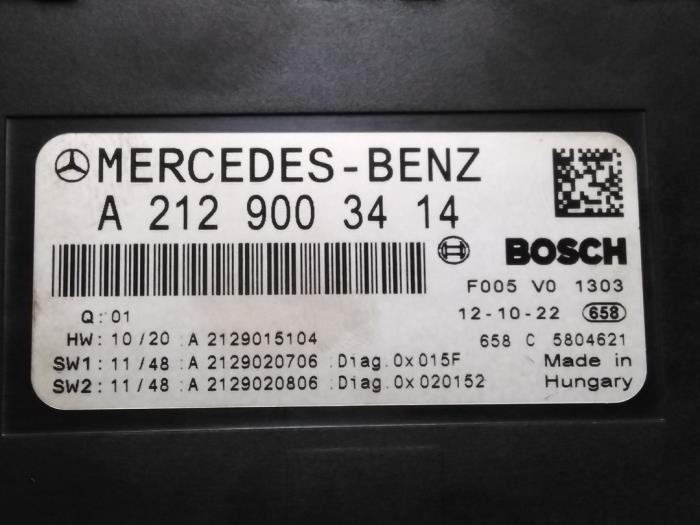 MERCEDES-BENZ
A 212 900 34 14
BOSCH
F005 V0 1303
Q: 01
12-10-22 658
HW: 10/20 :A 2129015104
658 C 5804621
SW1: 11/48 :A 2129020706 :Diag.0x015F
Made in
SW2: 11/48 :A 2129020806 :Diag.0x020152
Hungary